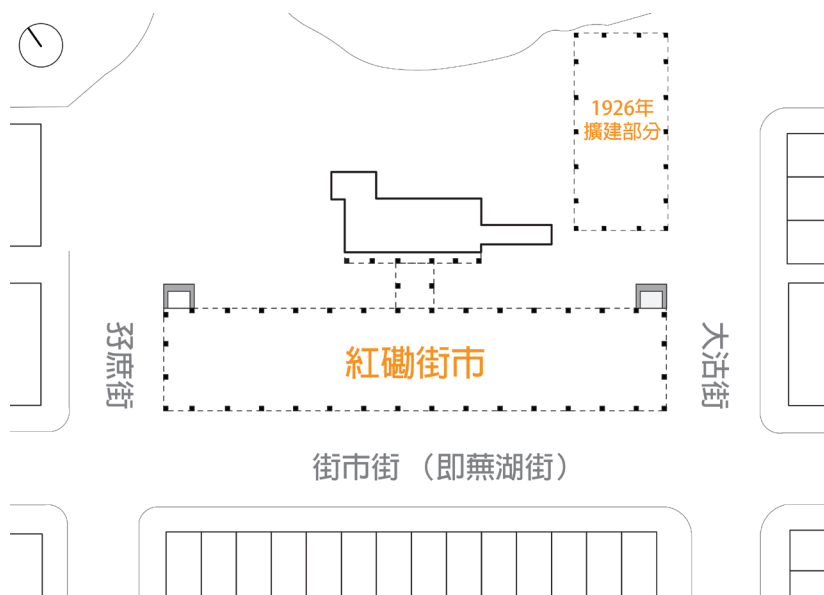 1926年
擴建部分
孖庶街
紅磡街市
大沽街
街市街 (即蕪湖街)